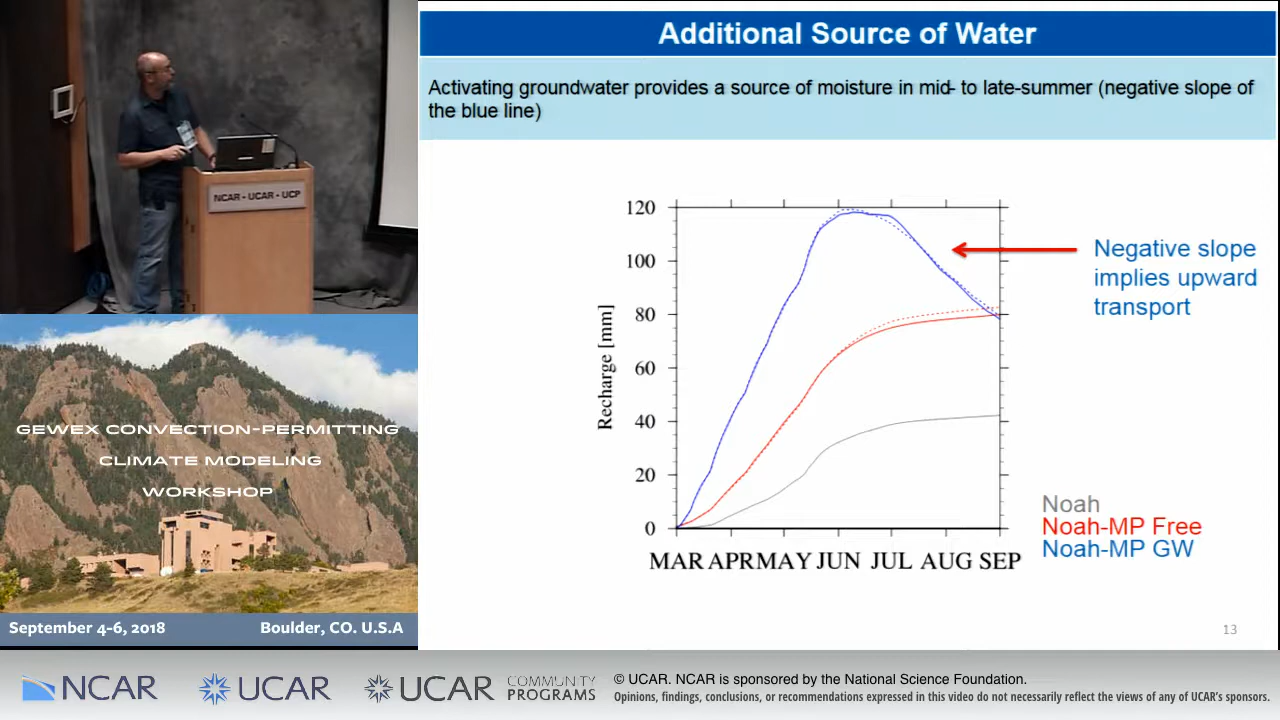 Additional Source of Water
Activating groundwater provides a source of moisture in mid- to late-summer (negative slope of
the blue line)
NCAR - UCAR - UCP
120
100
80
60
40
20
0
Recharge [mm]
MAR APR MAY JUN JUL AUG SEP
Negative slope
implies upward
transport
Noah
Noah-MP Free
Noah-MP GW
13
GEWEX CONVECTION-PERMITTING
CLIMATE MODELING
WORKSHOP
September 4-6, 2018 Boulder, CO. U.S.A
NCAR
UCAR
UCAR
COMMUNITY
PROGRAMS
© UCAR. NCAR is sponsored by the National Science Foundation.
Opinions, findings, conclusions, or recommendations expressed in this video do not necessarily reflect the views of any of UCAR's sponsors.